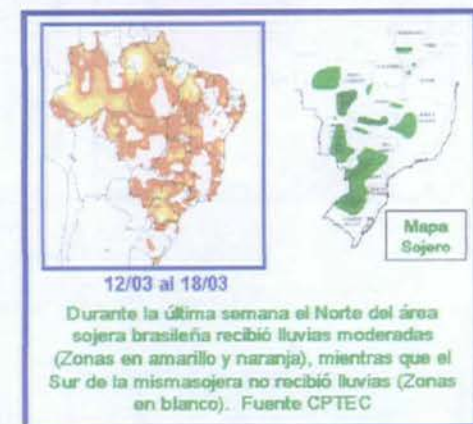 Mapa
Sojero
12/03 al 18/03
Durante la última semana el Norte del área
sojera brasileña recibió lluvias moderadas
(Zonas en amarillo y naranja), mientras que el
Sur de la mismasojera no recibió lluvias (Zonas
en blanco). Fuente CPTEC